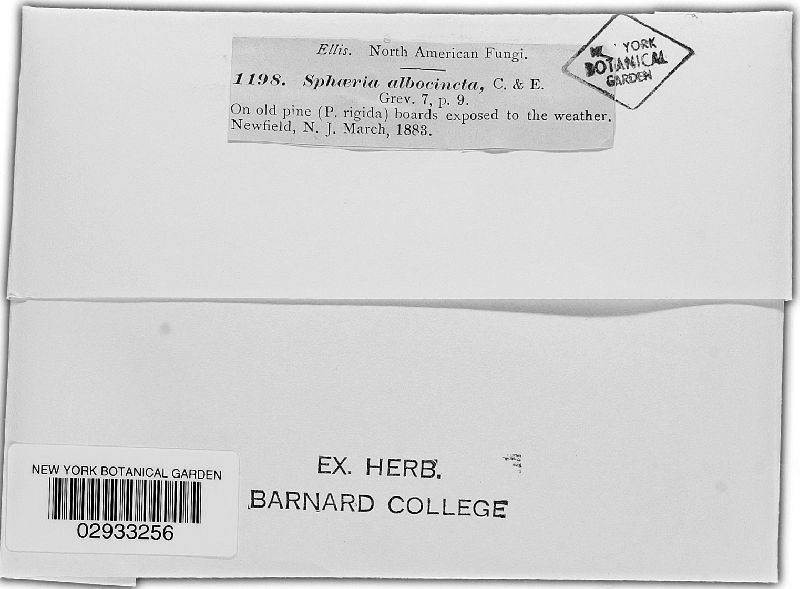 Ellis. North American Fungi.
1198. Sphæria albocincta, C. & E.
Grev. 7, p. 9.
On old pine (P. rigida) boards exposed to the weather.
Newfield, N. J. March, 1883.
YORK
BOTANICAL
GARDEN
EX. HERB.
BARNARD COLLEGE
NEW YORK BOTANICAL GARDEN
02933256